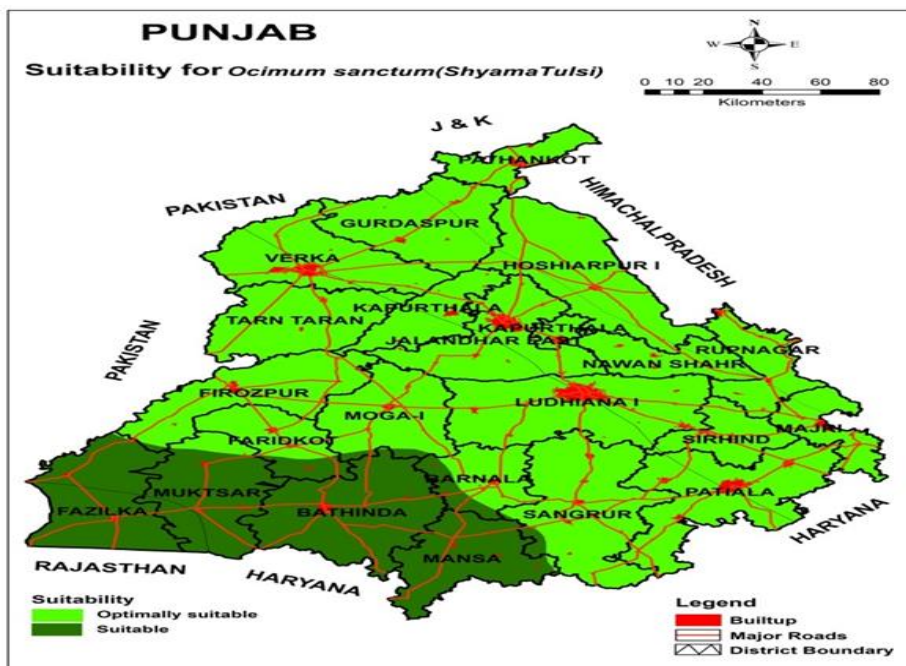 PUNJAB
Suitability for Ocimum sanctum(ShyamaTulsi)
N
W E
S
0 10 20 40 60 80
Kilometers
J & K
PATHANKOT
PAKISTAN
HIMACHALPRADESH
GURDASPUR
VERKA
HOSHIARPUR I
KAPURTHALA
TARN TARAN
KAPURTHALA
JALANDHAR EAST
PAKISTAN
NAWAN SHAHR
RUPNAGAR
FIROZPUR
MOGA-I
LUDHIANA I
MAJRI
FARIDKOT
SIRHIND
BARNALA
PATIALA
MUKTSAR
FAZILKA
BATHINDA
SANGRUR
HARYANA
MANSA
RAJASTHAN
HARYANA
Suitability
Optimally suitable
Suitable
Legend
Builtup
Major Roads
District Boundary